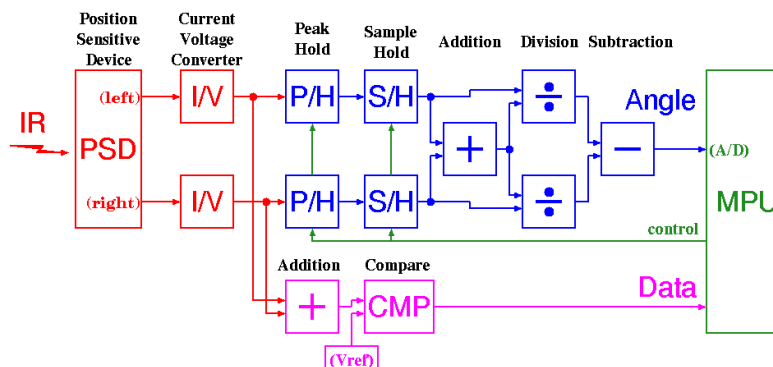 Position
Sensitive
Device
Current
Voltage
Converter
Peak
Hold
Sample
Hold
Addition
Division
Subtraction
IR
PSD
(left)
(right)
I/V
I/V
P/H
S/H
P/H
S/H
+
÷
÷
−
Angle
(A/D)
MPU
control
Addition
Compare
+
CMP
(Vref)
Data